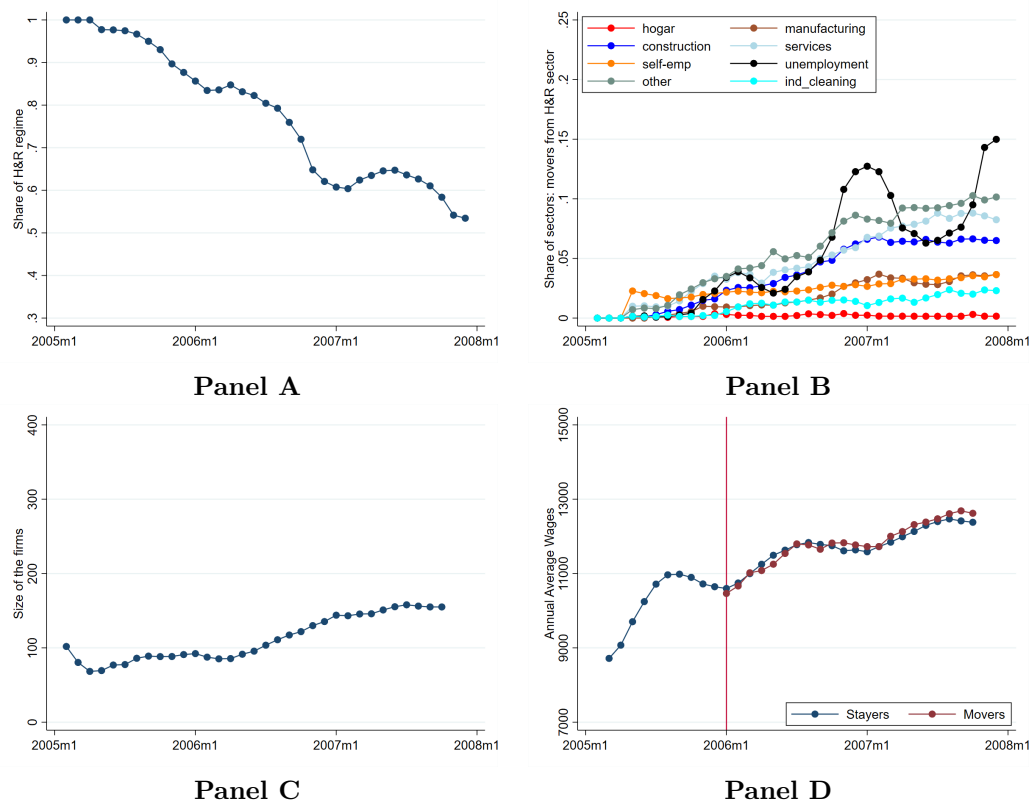 Share of H&R regime
1
.9
.8
.7
.6
.5
.4
.3
2005m1 2006m1 2007m1 2008m1
Panel A
Share of sectors: movers from H&R sector
.25
.2
.15
.1
.05
0
hogar manufacturing
construction services
self-emp unemployment
other ind_cleaning
2005m1 2006m1 2007m1 2008m1
Panel B
Size of the firms
400
300
200
100
0
2005m1 2006m1 2007m1 2008m1
Panel C
Annual Average Wages
15000
13000
11000
9000
7000
Stayers Movers
2005m1 2006m1 2007m1 2008m1
Panel D